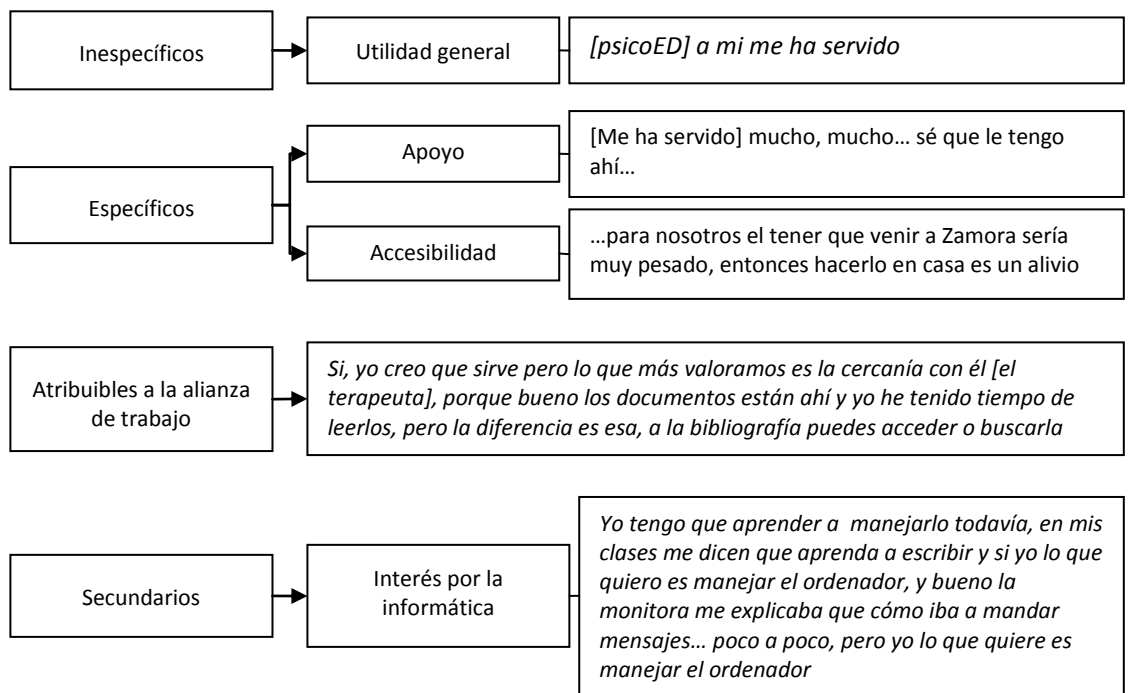 Inespecíficos
Utilidad general
[psicoED] a mi me ha servido
Específicos
Apoyo
[Me ha servido] mucho, mucho… sé que le tengo
ahí…
Accesibilidad
…para nosotros el tener que venir a Zamora sería
muy pesado, entonces hacerlo en casa es un alivio
Atribuibles a la alianza
de trabajo
Si, yo creo que sirve pero lo que más valoramos es la cercanía con él [el
terapeuta], porque bueno los documentos están ahí y yo he tenido tiempo de
leerlos, pero la diferencia es esa, a la bibliografía puedes acceder o buscarla
Secundarios
Interés por la
informática
Yo tengo que aprender a manejarlo todavía, en mis
clases me dicen que aprenda a escribir y si yo lo que
quiero es manejar el ordenador, y bueno la
monitora me explicaba que cómo iba a mandar
mensajes… poco a poco, pero yo lo que quiere es
manejar el ordenador